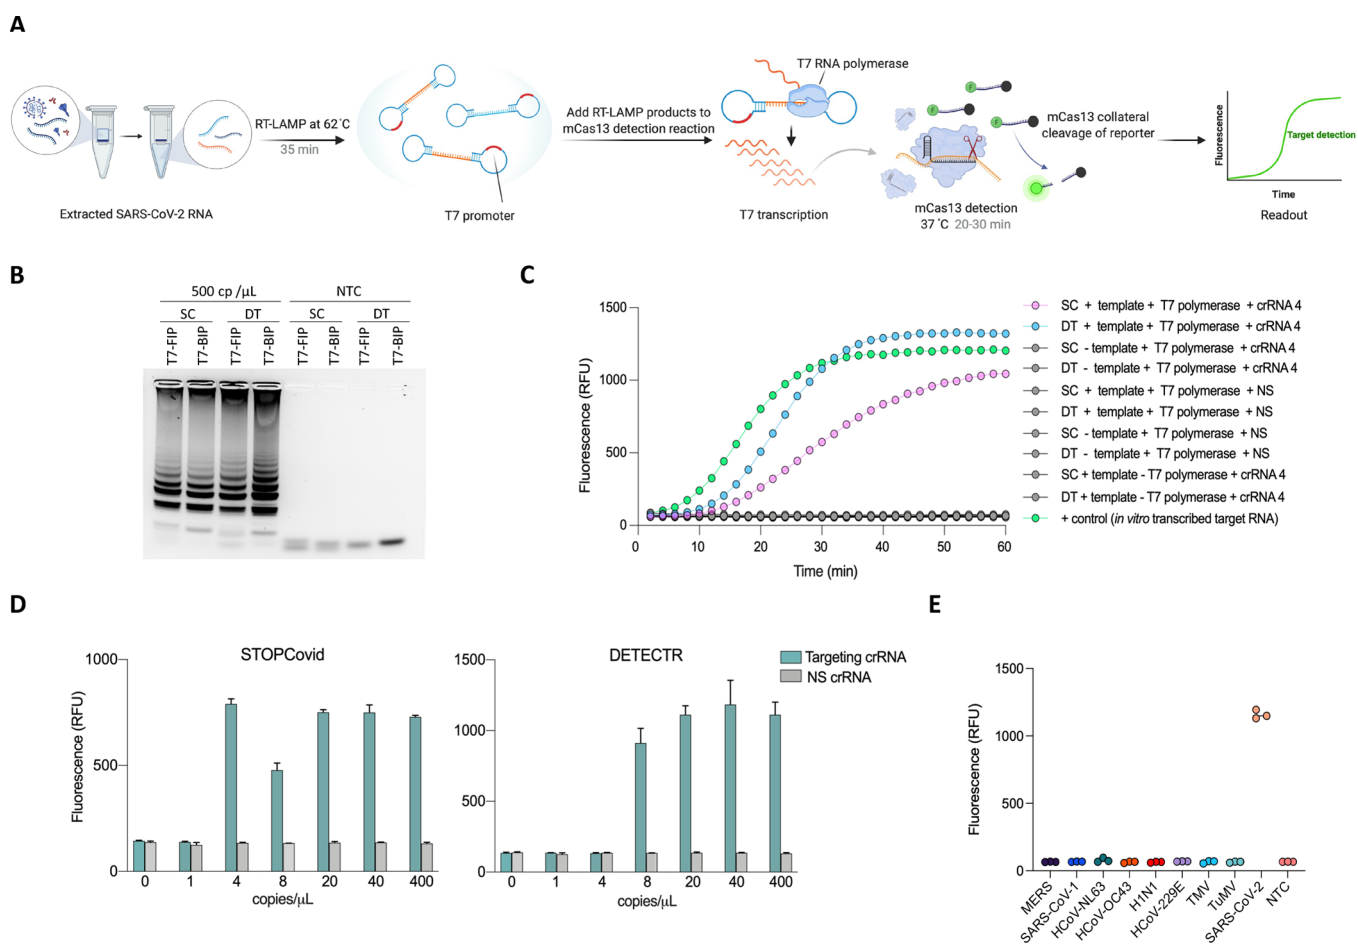 A
T7 RNA polymerase
RT-LAMP at 62°C
35 min
Add RT-LAMP products to
mCas13 detection reaction
F
F
F
mCas13 collateral
cleavage of reporter
Fluorescence
Target detection
Time
Extracted SARS-CoV-2 RNA
T7 promoter
T7 transcription
mCas13 detection
37 °C 20-30 min
Readout
B
500 cp /µL
NTC
SC
DT
SC
DT
T7-FIP
T7-BIP
T7-FIP
T7-BIP
T7-FIP
T7-BIP
T7-FIP
T7-BIP
C
Fluorescence (RFU)
1500
1000
500
0
0
10
20
30
40
50
60
Time (min)
SC + template + T7 polymerase + crRNA 4
DT + template + T7 polymerase + crRNA 4
SC - template + T7 polymerase + crRNA 4
DT - template + T7 polymerase + crRNA 4
SC + template + T7 polymerase + NS
DT + template + T7 polymerase + NS
SC - template + T7 polymerase + NS
DT - template + T7 polymerase + NS
SC + template - T7 polymerase + crRNA 4
DT + template - T7 polymerase + crRNA 4
+ control (in vitro transcribed target RNA)
D
STOPCovid
Fluorescence (RFU)
1000
500
0
0
1
4
8
20
40
400
copies/µL
DETECTR
1500
1000
500
0
0
1
4
8
20
40
400
copies/µL
Targeting crRNA
NS crRNA
E
Fluorescence (RFU)
1500
1000
500
0
MERS
SARS-CoV-1
HCoV-NL63
HCoV-OC43
H1N1
HCoV-229E
TMV
TuMV
SARS-CoV-2
NTC